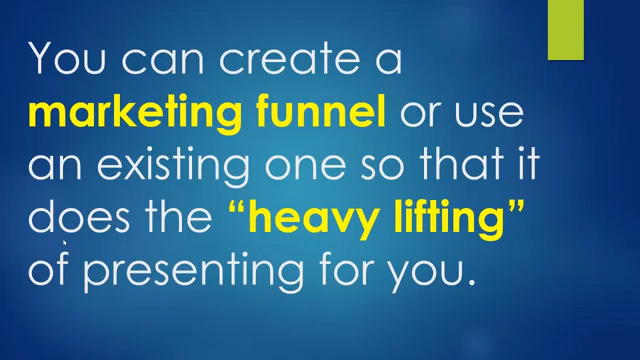 You can create a
marketing funnel or use
an existing one so that it
does the “heavy lifting”
of presenting for you.